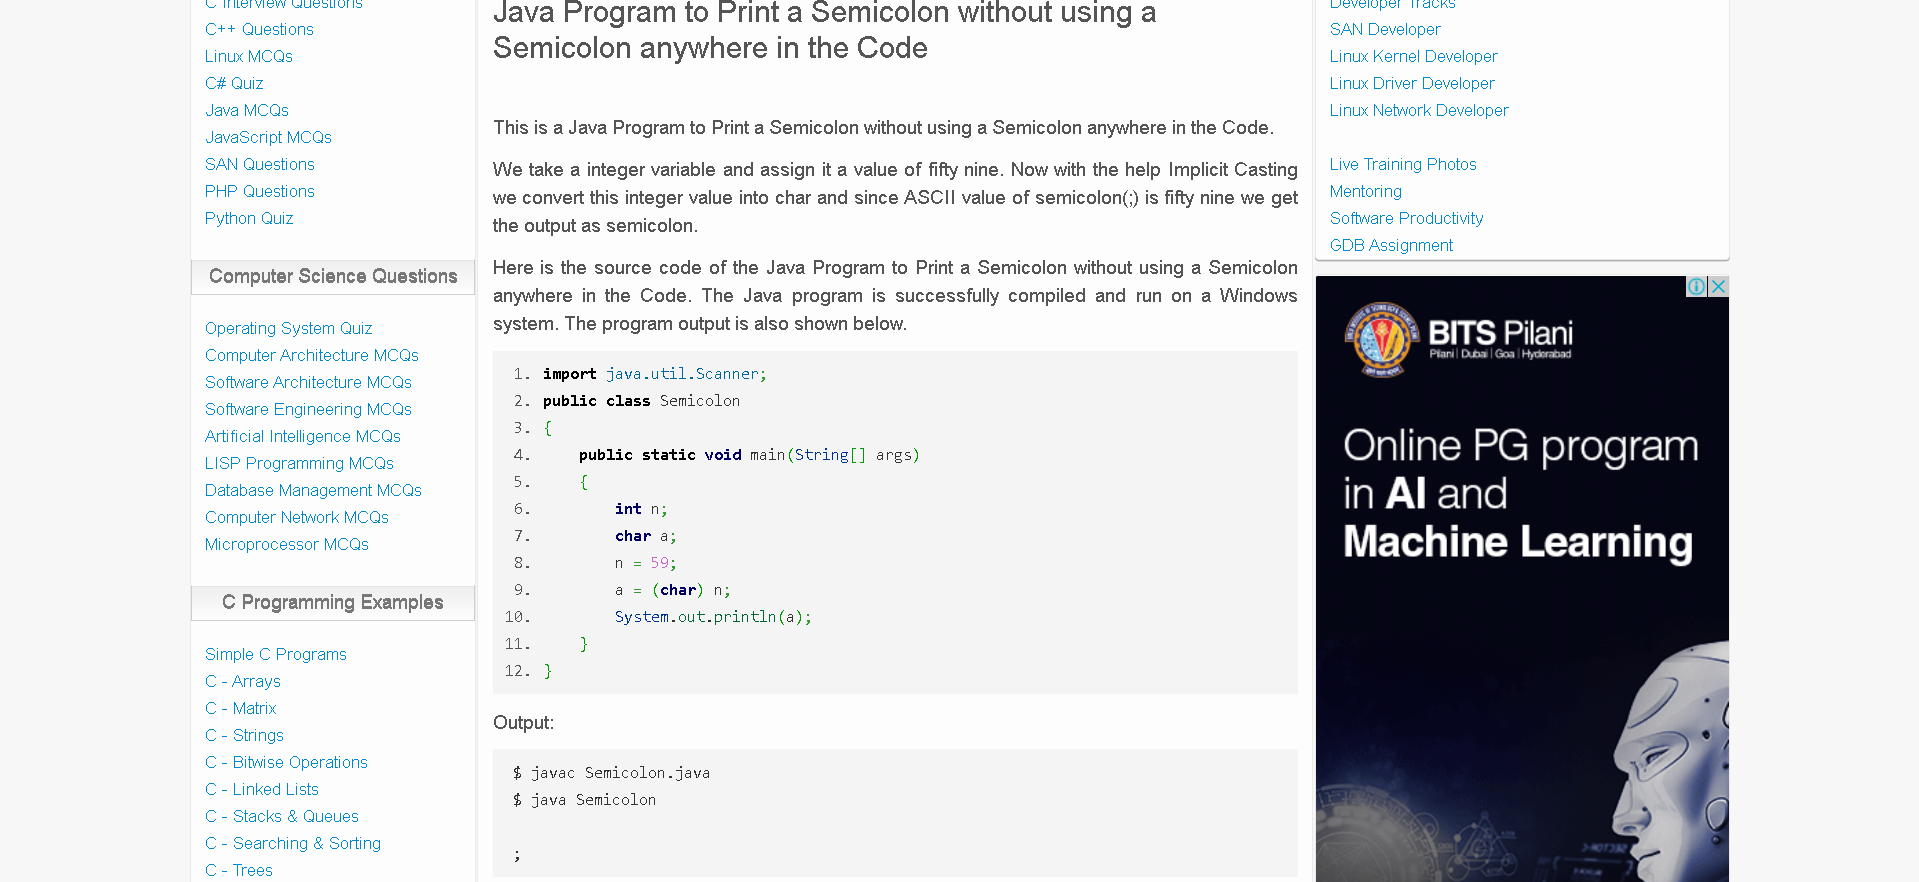 C Interview Questions
C++ Questions
Linux MCQs
C# Quiz
Java MCQs
JavaScript MCQs
SAN Questions
PHP Questions
Python Quiz
Computer Science Questions
Operating System Quiz
Computer Architecture MCQs
Software Architecture MCQs
Software Engineering MCQs
Artificial Intelligence MCQs
LISP Programming MCQs
Database Management MCQs
Computer Network MCQs
Microprocessor MCQs
C Programming Examples
Simple C Programs
C - Arrays
C - Matrix
C - Strings
C - Bitwise Operations
C - Linked Lists
C - Stacks & Queues
C - Searching & Sorting
C - Trees
Java Program to Print a Semicolon without using a
Semicolon anywhere in the Code
This is a Java Program to Print a Semicolon without using a Semicolon anywhere in the Code.
We take a integer variable and assign it a value of fifty nine. Now with the help Implicit Casting
we convert this integer value into char and since ASCII value of semicolon(;) is fifty nine we get
the output as semicolon.
Here is the source code of the Java Program to Print a Semicolon without using a Semicolon
anywhere in the Code. The Java program is successfully compiled and run on a Windows
system. The program output is also shown below.
1. import java.util.Scanner;
2. public class Semicolon
3. {
4.     public static void main(String[] args)
5.     {
6.         int n;
7.         char a;
8.         n = 59;
9.         a = (char) n;
10.         System.out.println(a);
11.     }
12. }
Output:
$ javac Semicolon.java
$ java Semicolon
;
Developer Tracks
SAN Developer
Linux Kernel Developer
Linux Driver Developer
Linux Network Developer
Live Training Photos
Mentoring
Software Productivity
GDB Assignment
BITS Pilani
Pilani | Dubai | Goa | Hyderabad
Online PG program
in AI and
Machine Learning